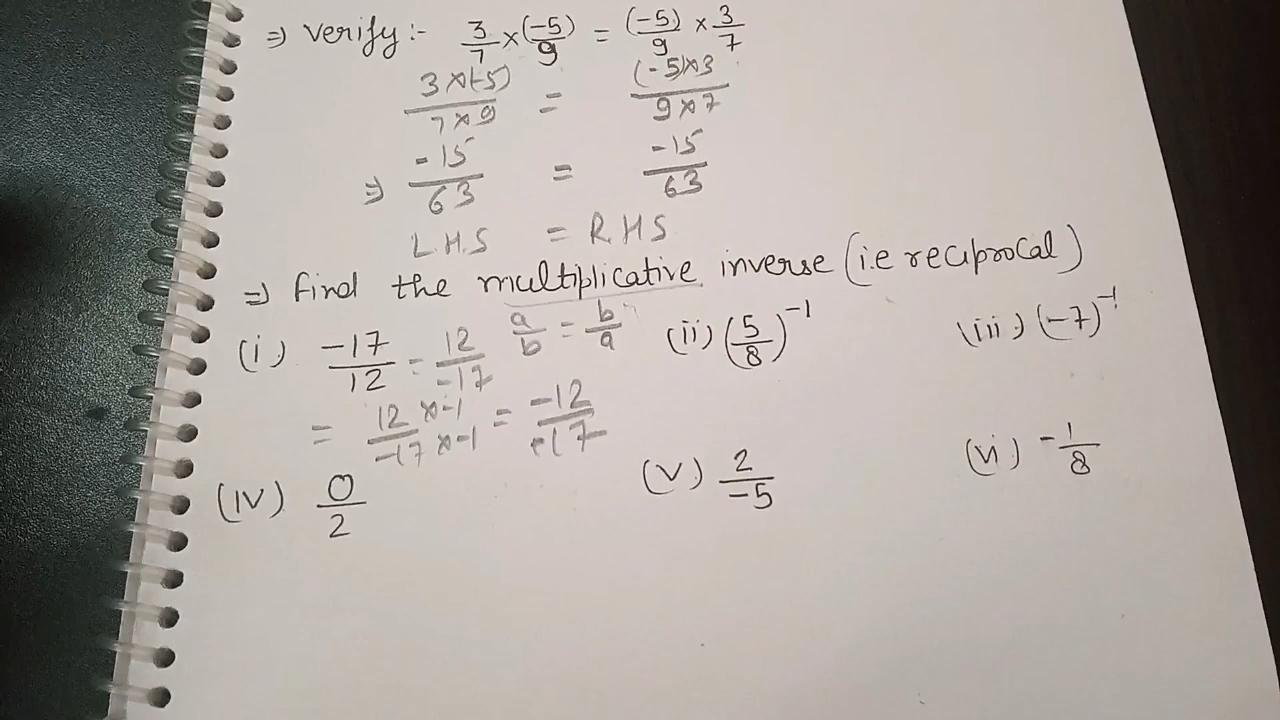 ⇒ Verify:- 3/7 × (-5)/9 = (-5)/9 × 3/7
3×(-5)/7×9 = (-5)×3/9×7
⇒ -15/63 = -15/63
L.H.S = R.H.S
⇒ Find the multiplicative inverse (i.e reciprocal)
(i) -17/12 = 12/-17 a/b = b/a (ii) (5/8)⁻¹ (iii) (-7)⁻¹
= 12×-1/-17×-1 = -12/17
(IV) 0/2 (V) 2/-5 (vi) -1/8